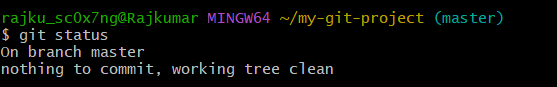 rajku_sc0x7ng@Rajkumar MINGW64 ~/my-git-project (master)
$ git status
On branch master
nothing to commit, working tree clean